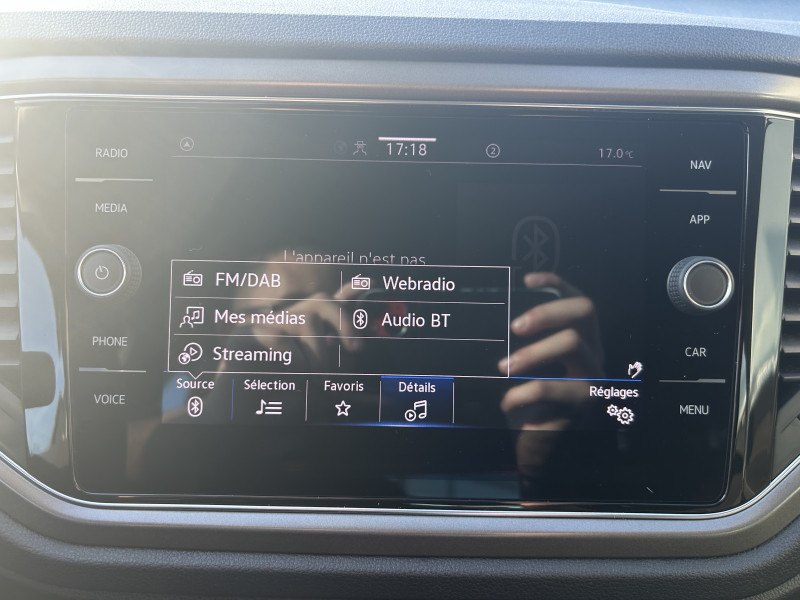 RADIO
MEDIA
PHONE
VOICE
17:18
2
17.0°C
L'appareil n'est pas
FM/DAB
Webradio
Mes médias
Audio BT
Streaming
Source
Sélection
Favoris
Détails
Réglages
NAV
APP
CAR
MENU